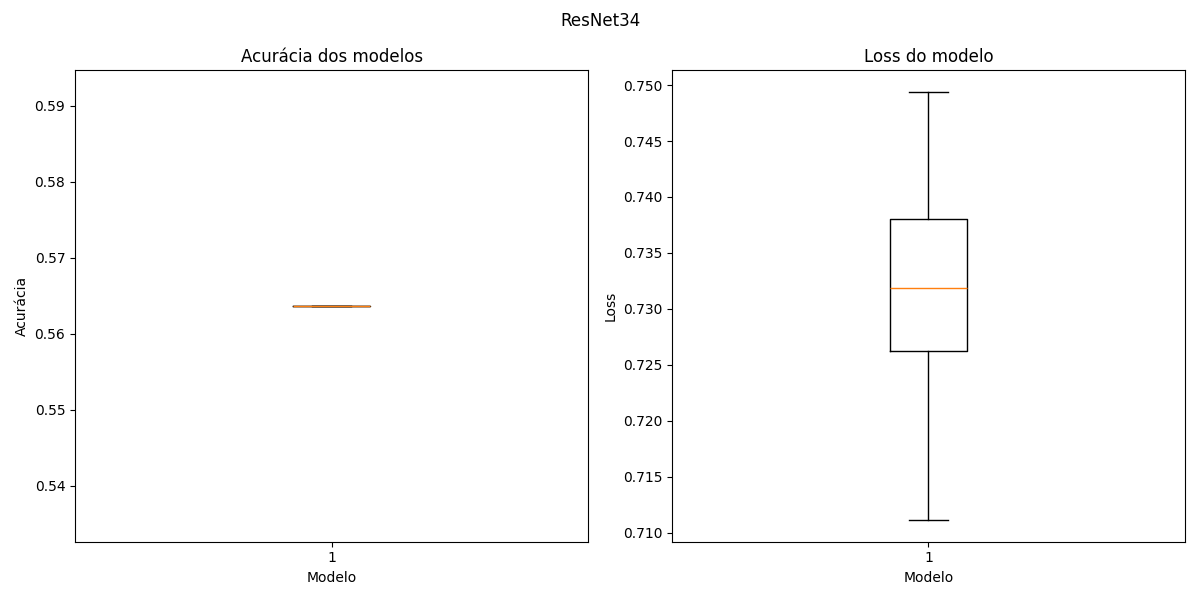 ResNet34
Acurácia dos modelos
Acurácia
0.59
0.58
0.57
0.56
0.55
0.54
1
Modelo
Loss do modelo
Loss
0.750
0.745
0.740
0.735
0.730
0.725
0.720
0.715
0.710
1
Modelo